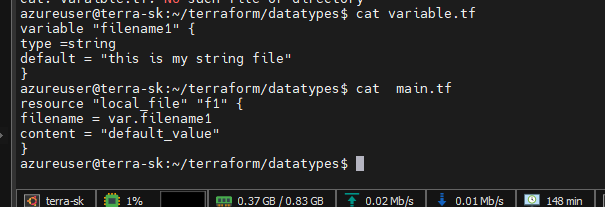 cat: varaible.tf: No such file or directory
azureuser@terra-sk:~/terraform/datatypes$ cat variable.tf
variable "filename1" {
type =string
default = "this is my string file"
}
azureuser@terra-sk:~/terraform/datatypes$ cat  main.tf
resource "local_file" "f1" {
filename = var.filename1
content = "default_value"
}
azureuser@terra-sk:~/terraform/datatypes$
terra-sk 1% 0.37 GB / 0.83 GB 0.02 Mb/s 0.01 Mb/s 148 min